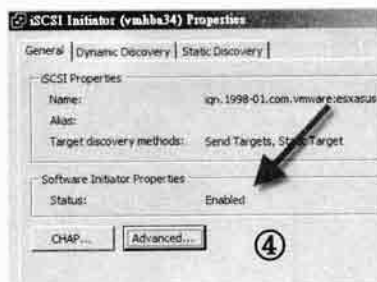 iSCSI Initiator (vmhba34) Properties
General Dynamic Discovery Static Discovery
iSCSI Properties
Name: iqn.1998-01.com.vmware:esxasus
Alias:
Target discovery methods: Send Targets, Static Target
Software Initiator Properties
Status: Enabled
CHAP... Advanced...
④